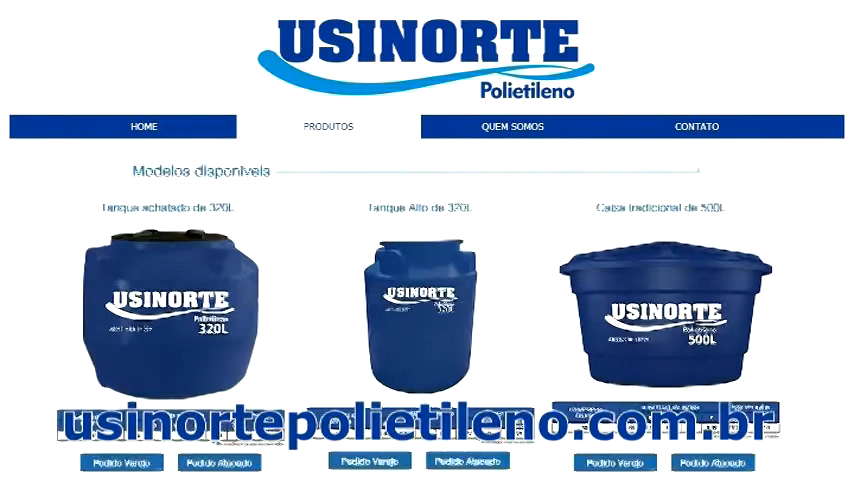 USINORTE
Polietileno
HOME PRODUTOS QUEM SOMOS CONTATO
Modelos disponíveis
Tanque achatado de 320L Tanque Alto de 320L Caixa tradicional de 500L
USINORTE
Polietileno
320L
USINORTE
USINORTE
Polietileno
500L
usinortepolietileno.com.br
Pedido Varejo Pedido Atacado Pedido Varejo Pedido Atacado Pedido Varejo Pedido Atacado